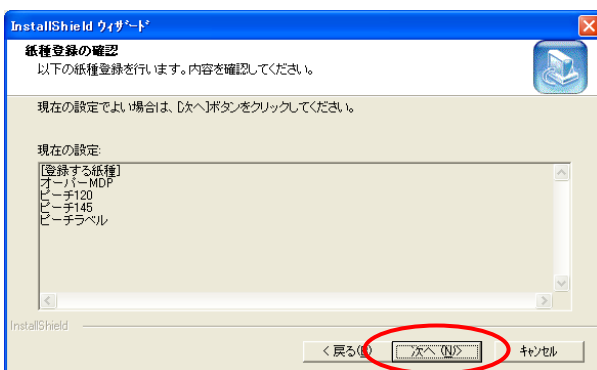 InstallShield ウィザード
紙種登録の確認
以下の紙種登録を行います。内容を確認してください。
現在の設定でよい場合は、[次へ]ボタンをクリックしてください。
現在の設定:
[登録する紙種]
オーパーMDP
ピーチ120
ピーチ145
ピーチラベル
InstallShield
< 戻る(B) 次へ (N)> キャンセル